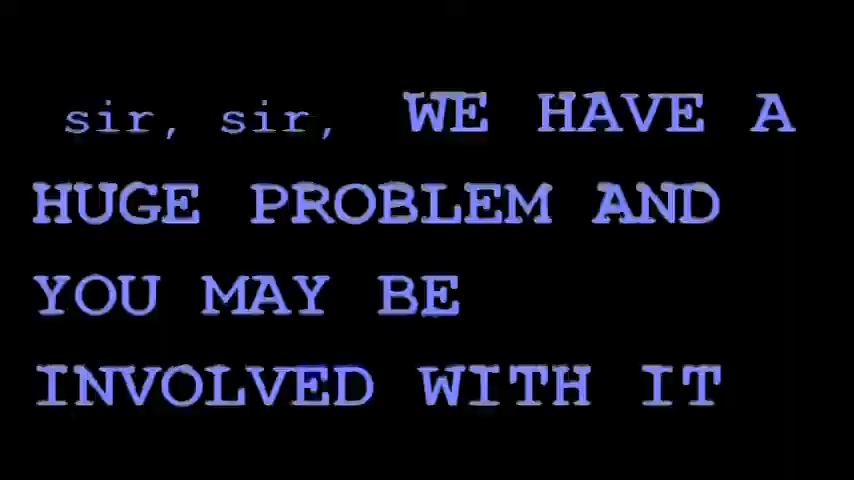 sir, sir, WE HAVE A
HUGE PROBLEM AND
YOU MAY BE
INVOLVED WITH IT